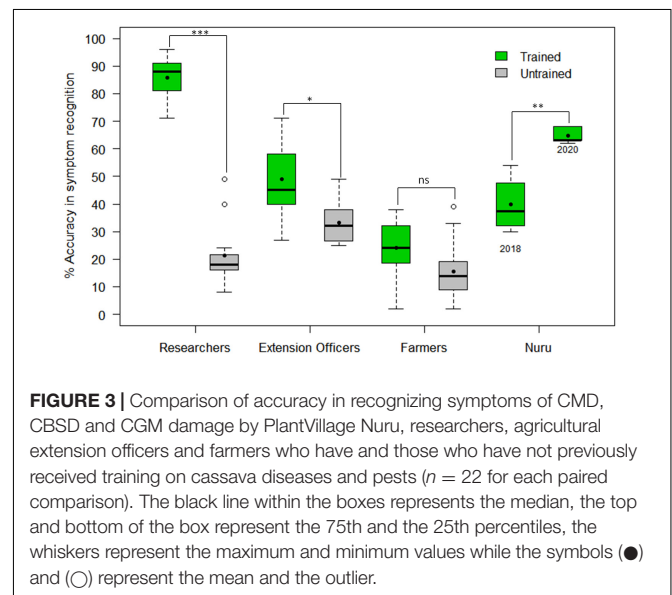 100
90
80
70
60
50
40
30
20
10
0
% Accuracy in symptom recognition
***
*
ns
**
Trained
Untrained
2020
2018
Researchers
Extension Officers
Farmers
Nuru
FIGURE 3 | Comparison of accuracy in recognizing symptoms of CMD,
CBSD and CGM damage by PlantVillage Nuru, researchers, agricultural
extension officers and farmers who have and those who have not previously
received training on cassava diseases and pests (n = 22 for each paired
comparison). The black line within the boxes represents the median, the top
and bottom of the box represent the 75th and the 25th percentiles, the
whiskers represent the maximum and minimum values while the symbols (●)
and (○) represent the mean and the outlier.